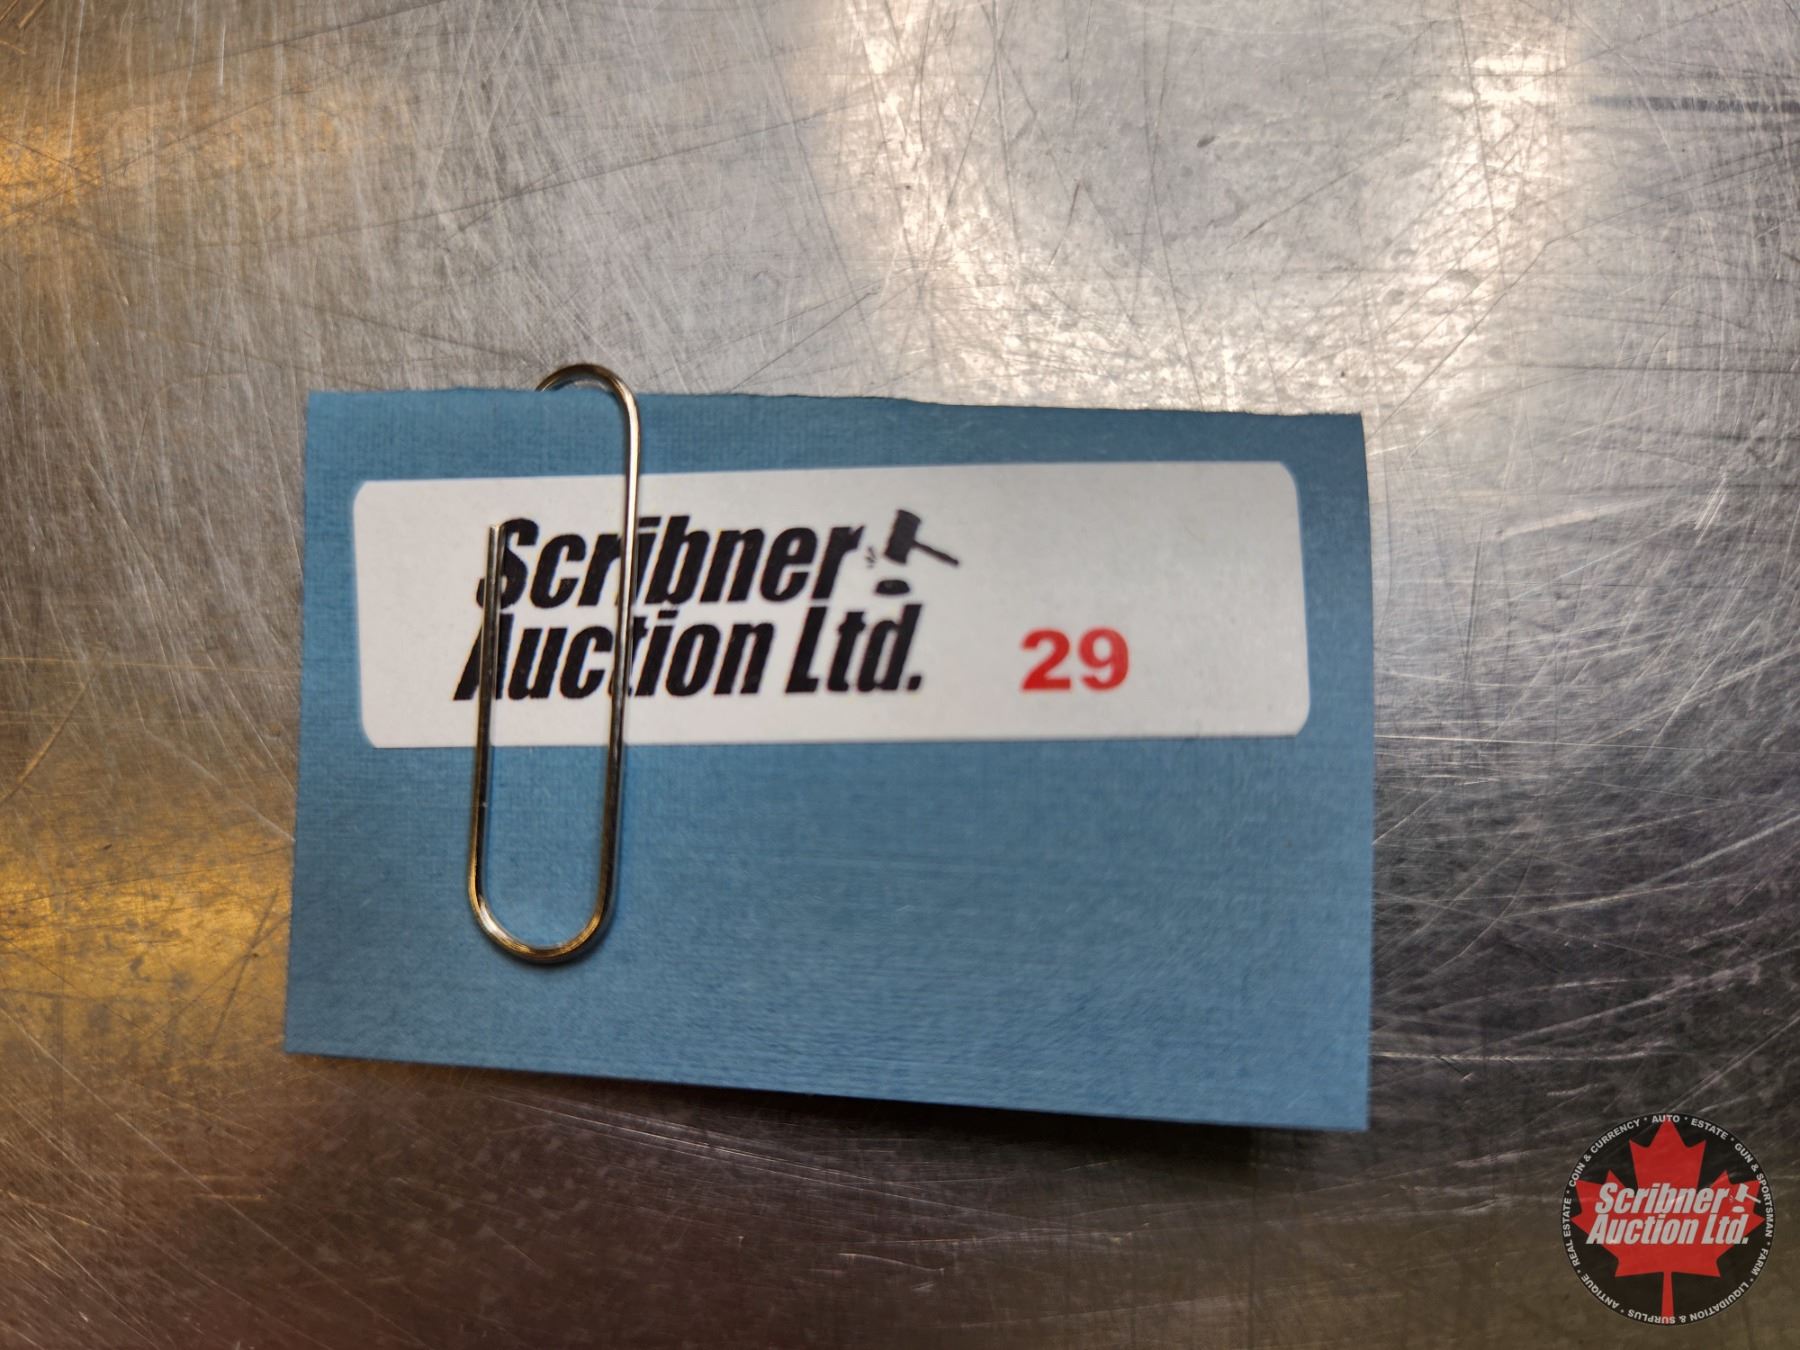 Scribner
Auction Ltd.
29
COIN & CURRENCY * AUTO * ESTATE * GUN & SPORTSMAN * FARM * LIQUIDATION & SURPLUS * ANTIQUE * REAL ESTATE *
Scribner
Auction Ltd.